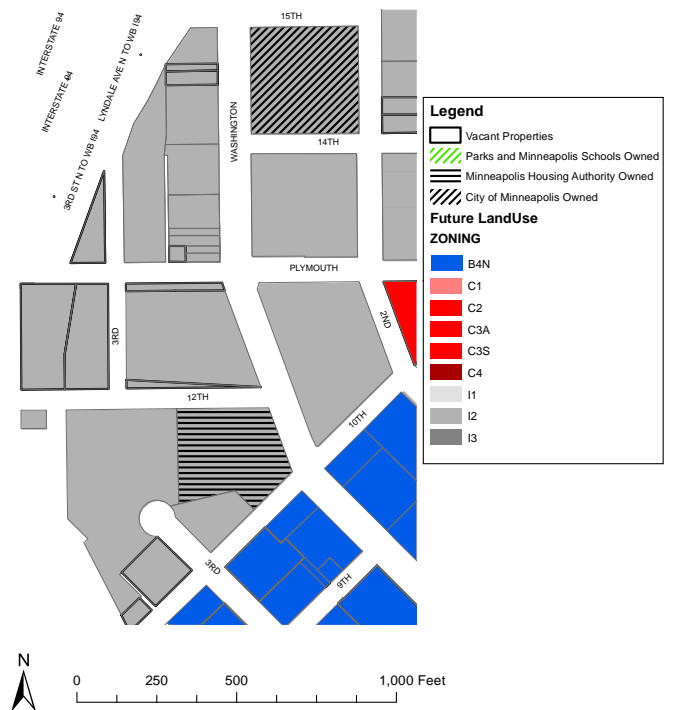 15TH
INTERSTATE 94
INTERSTATE 94
LYNDALE AVE N TO WB I94
3RD ST N TO WB I94
WASHINGTON
14TH
PLYMOUTH
2ND
3RD
12TH
10TH
3RD
9TH
Legend
Vacant Properties
Parks and Minneapolis Schools Owned
Minneapolis Housing Authority Owned
City of Minneapolis Owned
Future LandUse
ZONING
B4N
C1
C2
C3A
C3S
C4
I1
I2
I3
N
0 250 500 1,000 Feet